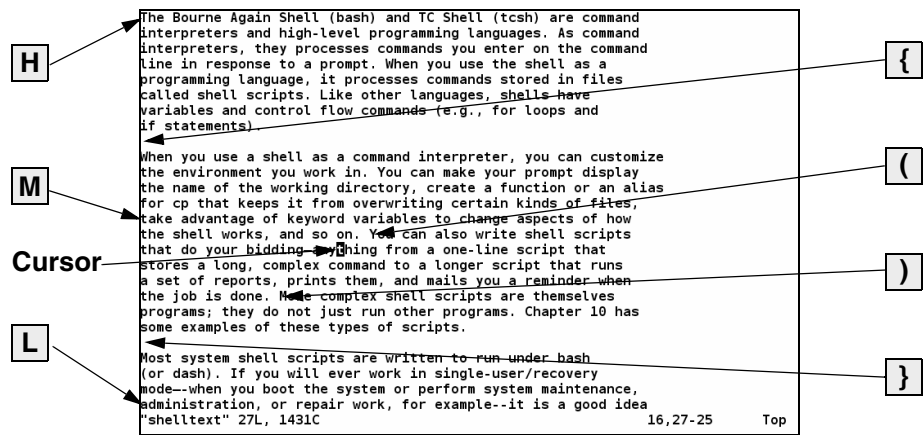 The Bourne Again Shell (bash) and TC Shell (tcsh) are command
interpreters and high-level programming languages. As command
interpreters, they processes commands you enter on the command
line in response to a prompt. When you use the shell as a
programming language, it processes commands stored in files
called shell scripts. Like other languages, shells have
variables and control flow commands (e.g., for loops and
if statements).
When you use a shell as a command interpreter, you can customize
the environment you work in. You can make your prompt display
the name of the working directory, create a function or an alias
for cp that keeps it from overwriting certain kinds of files,
take advantage of keyword variables to change aspects of how
the shell works, and so on. You can also write shell scripts
that do your bidding anything from a one-line script that
stores a long, complex command to a longer script that runs
a set of reports, prints them, and mails you a reminder when
the job is done. More complex shell scripts are themselves
programs; they do not just run other programs. Chapter 10 has
some examples of these types of scripts.
Most system shell scripts are written to run under bash
(or dash). If you will ever work in single-user/recovery
mode--when you boot the system or perform system maintenance,
administration, or repair work, for example--it is a good idea
"shelltext" 27L, 1431C 16,27-25 Top
H
M
Cursor
L
{
(
)
}